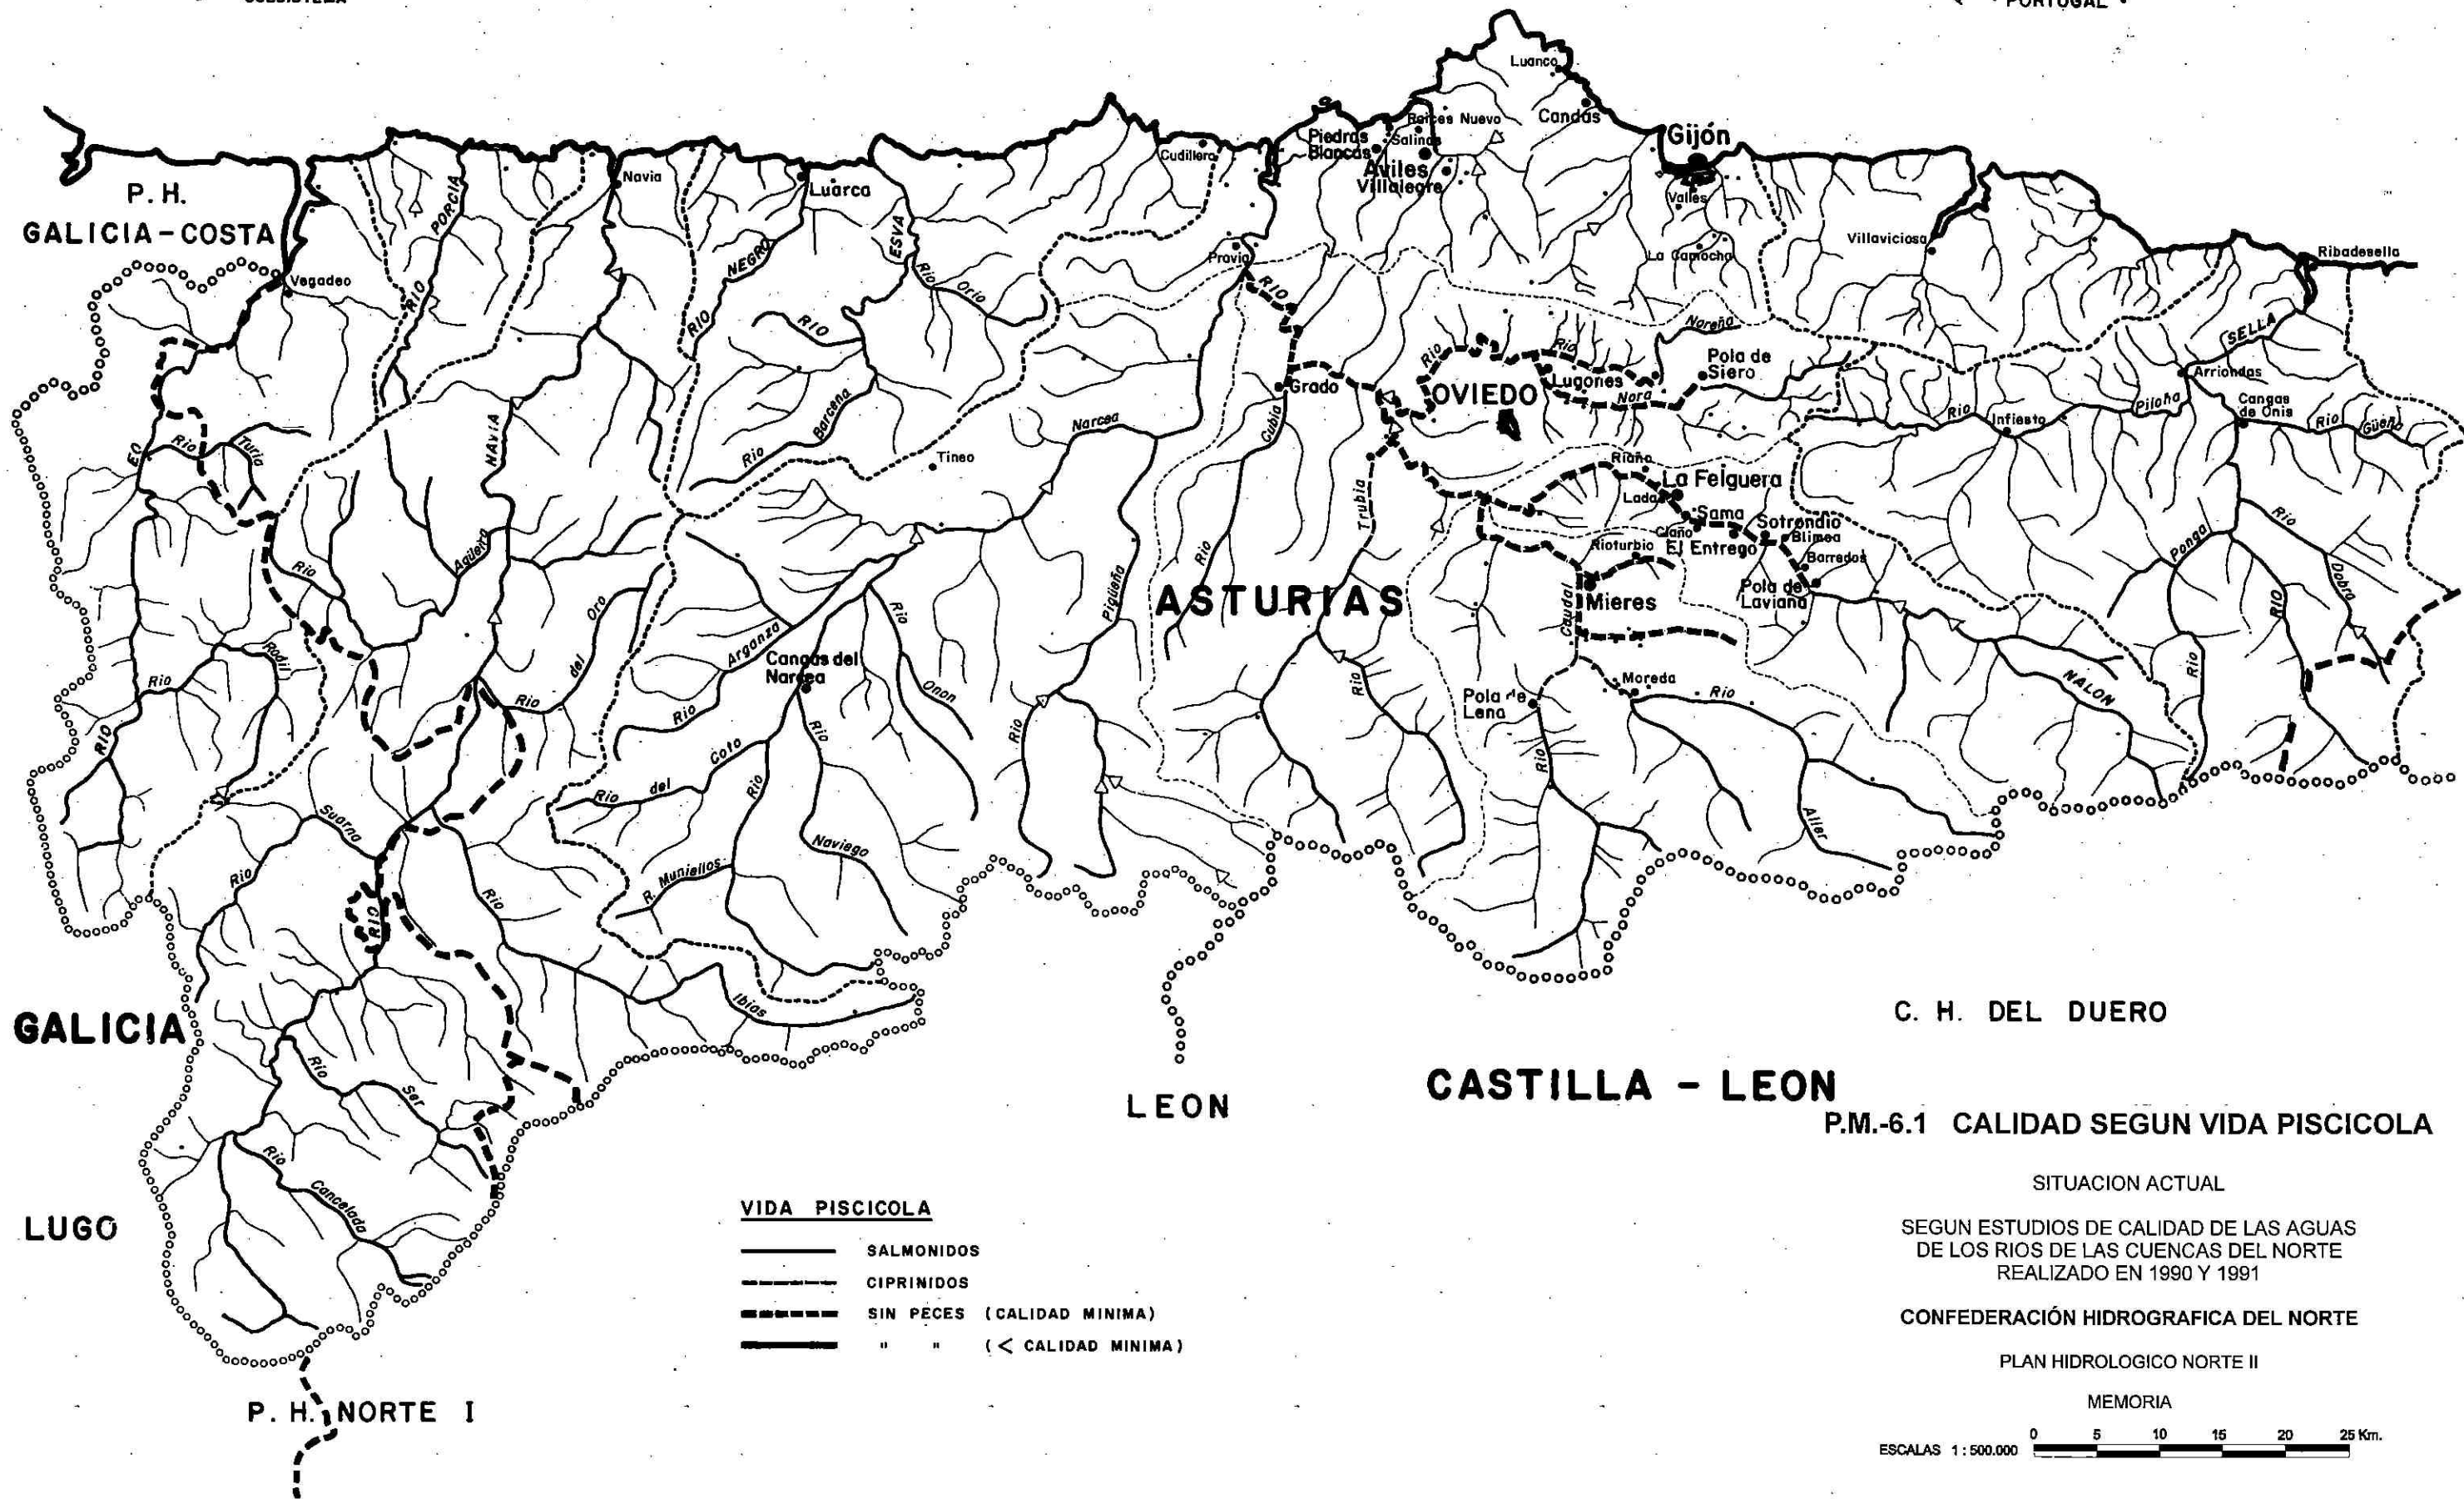 PORTUGAL
Luanco
Raices Nuevo
Candás
Piedras
Blancas
Salinas
Gijón
Cudillero
Aviles
Villalegre
Navia
Luarca
P. H.
GALICIA-COSTA
PORCIA
RIO
Valles
NEGRO
RIO
ESVA
Villaviciosa
La Camocha
Ribadesella
Pravia
Vegadeo
Rio
Orio
RIO
RIO
Noreña
SELLA
Rio
Rio
Pola de
Siero
Lugones
Arriondas
Grado
OVIEDO
Nora
Piloña
Cangas
de Onis
Rio
Infiesto
Rio
Güeña
Barcena
Rio
Narcea
Cubia
NAVIA
EO
Rio
Turia
Tineo
Riaño
La Felguera
Lada
Trubia
Sama
Sotrondio
Ciaño
Blimea
Rioturbio
El Entrego
Barredos
Rio
Ponga
Agüeira
Rio
Rio
Pigüeña
Dobra
ASTURIAS
Mieres
Pola de
Laviana
Caudal
RIO
Oro
del
Rio
Rio
Arganza
Rio
Cangas del
Narcea
Onon
Rodil
Rio
Rio
Moreda
Rio
NALON
Rio
Pola de
Lena
RIO
Coto
del
Rio
Rio
Rio
Rio
Rio
Suarna
Rio
Naviego
Aller
R. Muniellos
Rio
RIO
Ibias
GALICIA
C. H. DEL DUERO
Rio
Ser
CASTILLA - LEON
LEON
P.M.-6.1 CALIDAD SEGUN VIDA PISCICOLA
Rio
Cancelada
LUGO
VIDA PISCICOLA
SALMONIDOS
CIPRINIDOS
SIN PECES (CALIDAD MINIMA)
" " (< CALIDAD MINIMA)
SITUACION ACTUAL
SEGUN ESTUDIOS DE CALIDAD DE LAS AGUAS
DE LOS RIOS DE LAS CUENCAS DEL NORTE
REALIZADO EN 1990 Y 1991
CONFEDERACIÓN HIDROGRAFICA DEL NORTE
PLAN HIDROLOGICO NORTE II
MEMORIA
P. H. NORTE I
ESCALAS 1:500.000
0 5 10 15 20 25 Km.